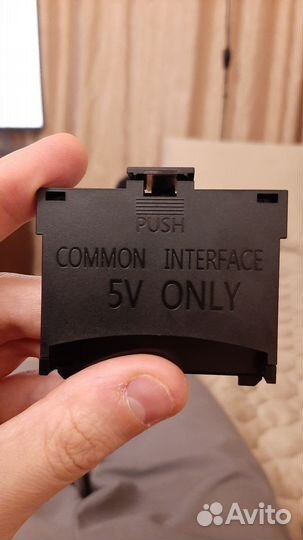 PUSH
COMMON INTERFACE
5V ONLY
Avito